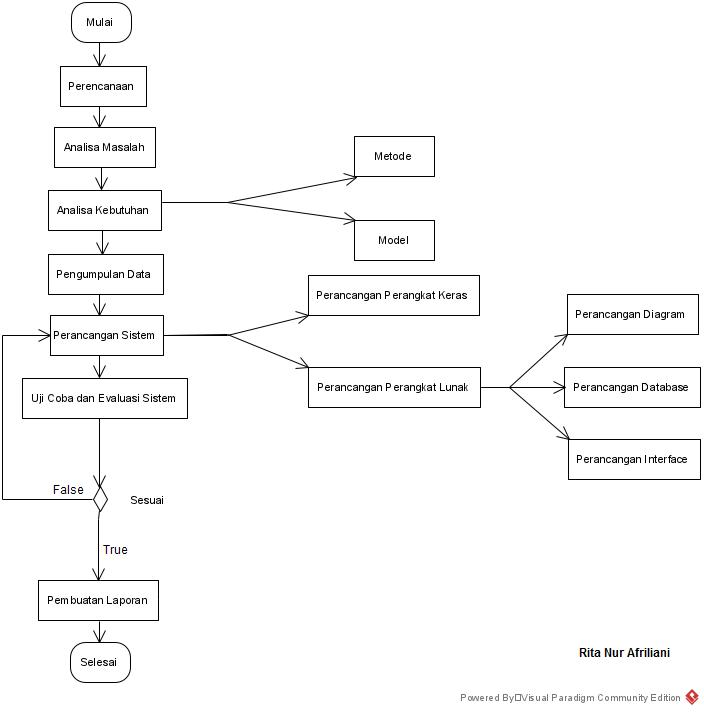 Mulai
Perencanaan
Analisa Masalah
Metode
Analisa Kebutuhan
Model
Pengumpulan Data
Perancangan Perangkat Keras
Perancangan Diagram
Perancangan Sistem
Perancangan Perangkat Lunak
Perancangan Database
Uji Coba dan Evaluasi Sistem
Perancangan Interface
False
Sesuai
True
Pembuatan Laporan
Rita Nur Afriliani
Selesai
Powered By Visual Paradigm Community Edition